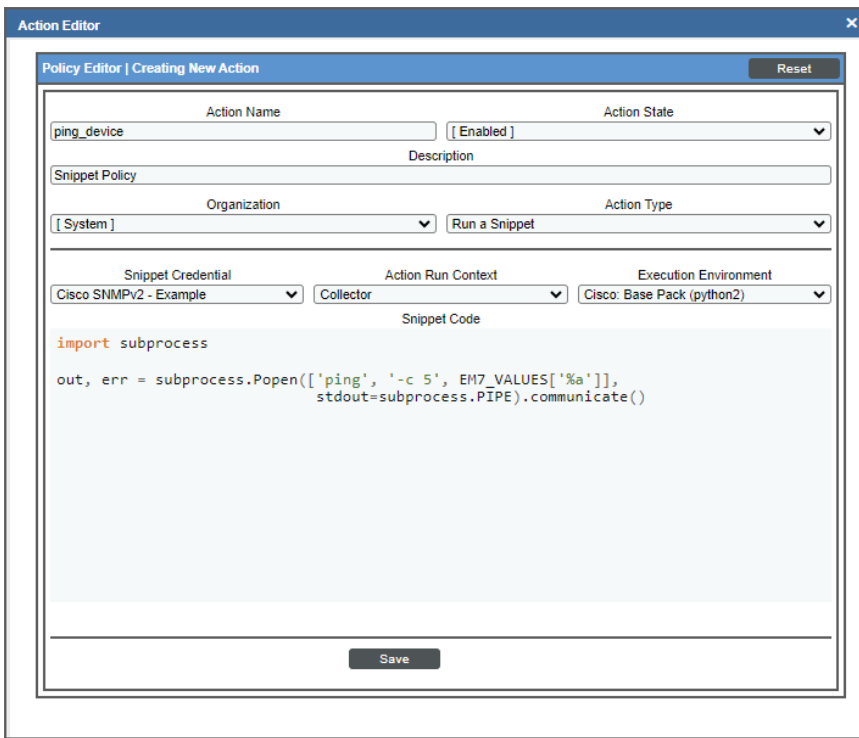 Action Editor
Policy Editor | Creating New Action
Reset
Action Name
Action State
ping_device
[ Enabled ]
Description
Snippet Policy
Organization
Action Type
[ System ]
Run a Snippet
Snippet Credential
Action Run Context
Execution Environment
Cisco SNMPv2 - Example
Collector
Cisco: Base Pack (python2)
Snippet Code
import subprocess
out, err = subprocess.Popen(['ping', '-c 5', EM7_VALUES['%a']],
stdout=subprocess.PIPE).communicate()
Save